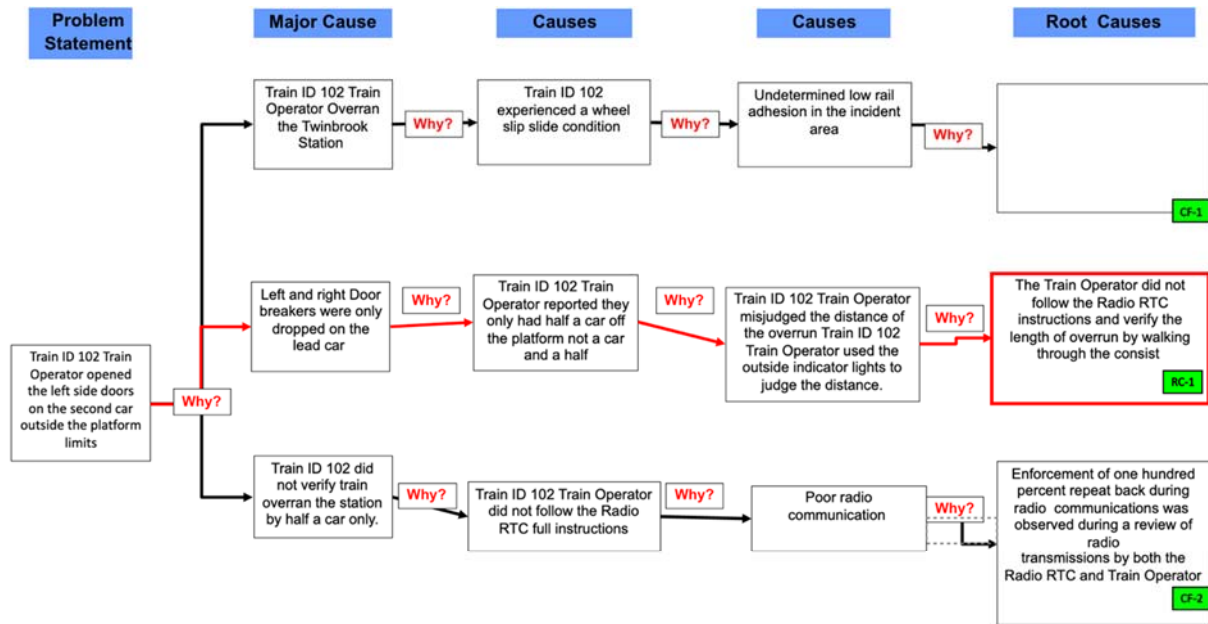 Problem
Statement
Major Cause
Causes
Causes
Root Causes
Train ID 102 Train
Operator Overran
the Twinbrook
Station
Why?
Train ID 102
experienced a wheel
slip slide condition
Why?
Undetermined low rail
adhesion in the incident
area
Why?
CF-1
Train ID 102 Train
Operator opened
the left side doors
on the second car
outside the platform
limits
Why?
Left and right Door
breakers were only
dropped on the
lead car
Why?
Train ID 102 Train
Operator reported they
only had half a car off
the platform not a car
and a half
Why?
Train ID 102 Train Operator
misjudged the distance
of the overrun Train ID 102
Train Operator used the
outside indicator lights to
judge the distance.
Why?
The Train Operator did not
follow the Radio RTC
instructions and verify the
length of overrun by walking
through the consist
RC-1
Train ID 102 did
not verify train
overran the station
by half a car only.
Why?
Train ID 102 Train Operator
did not follow the Radio
RTC full instructions
Why?
Poor radio
communication
Why?
Enforcement of one hundred
percent repeat back during
radio communications was
observed during a review of
radio
transmissions by both the
Radio RTC and Train Operator
CF-2